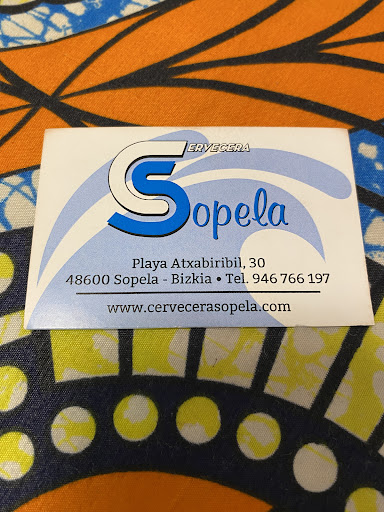 CERVECERA
Sopela
Playa Atxabiribil, 30
48600 Sopela - Bizkia • Tel. 946 766 197
www.cervecerasopela.com